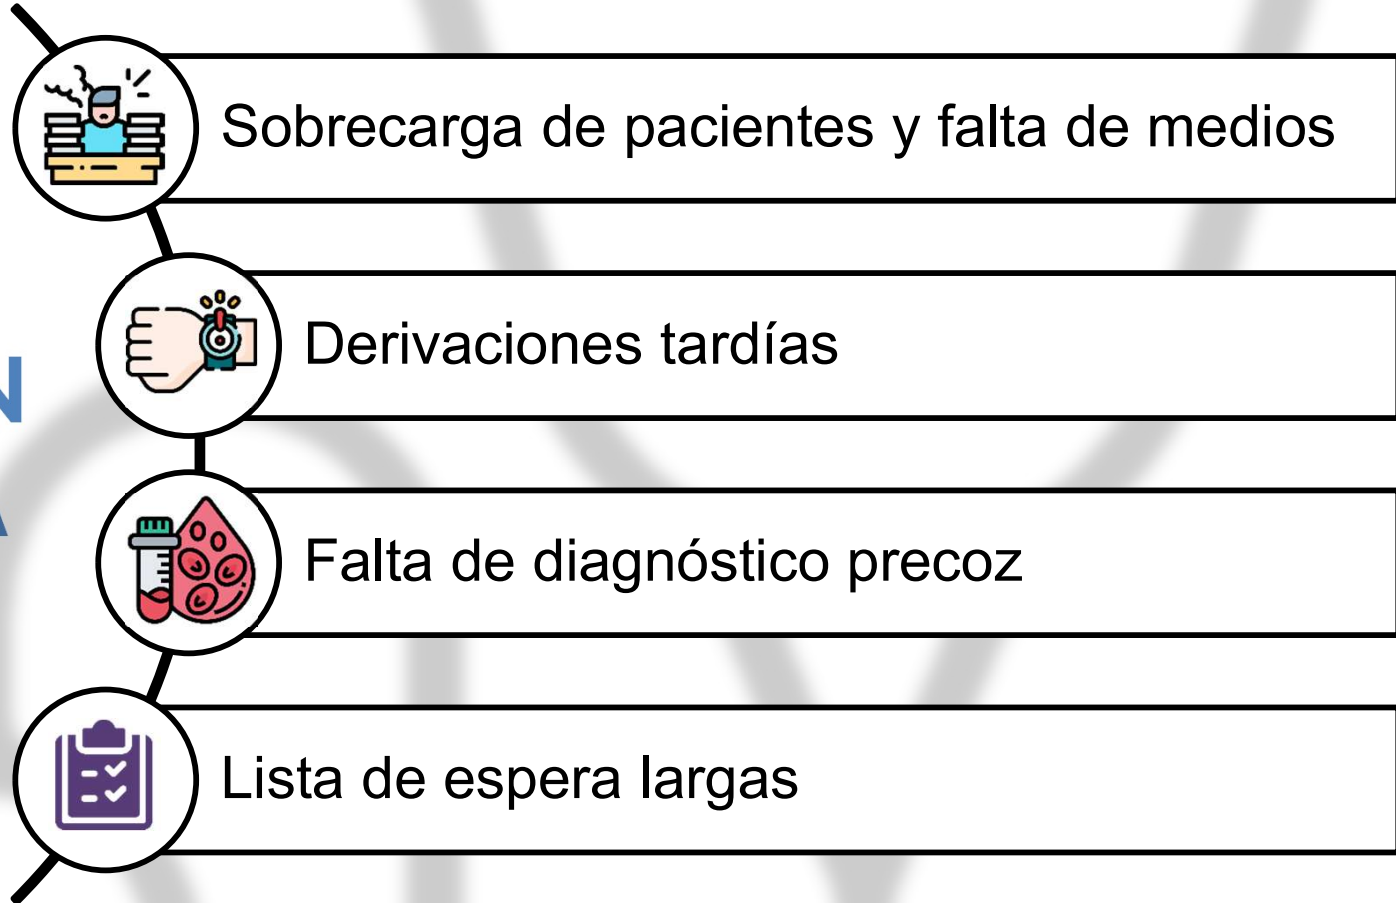 Sobrecarga de pacientes y falta de medios
Derivaciones tardías
N
Falta de diagnóstico precoz
A
Lista de espera largas